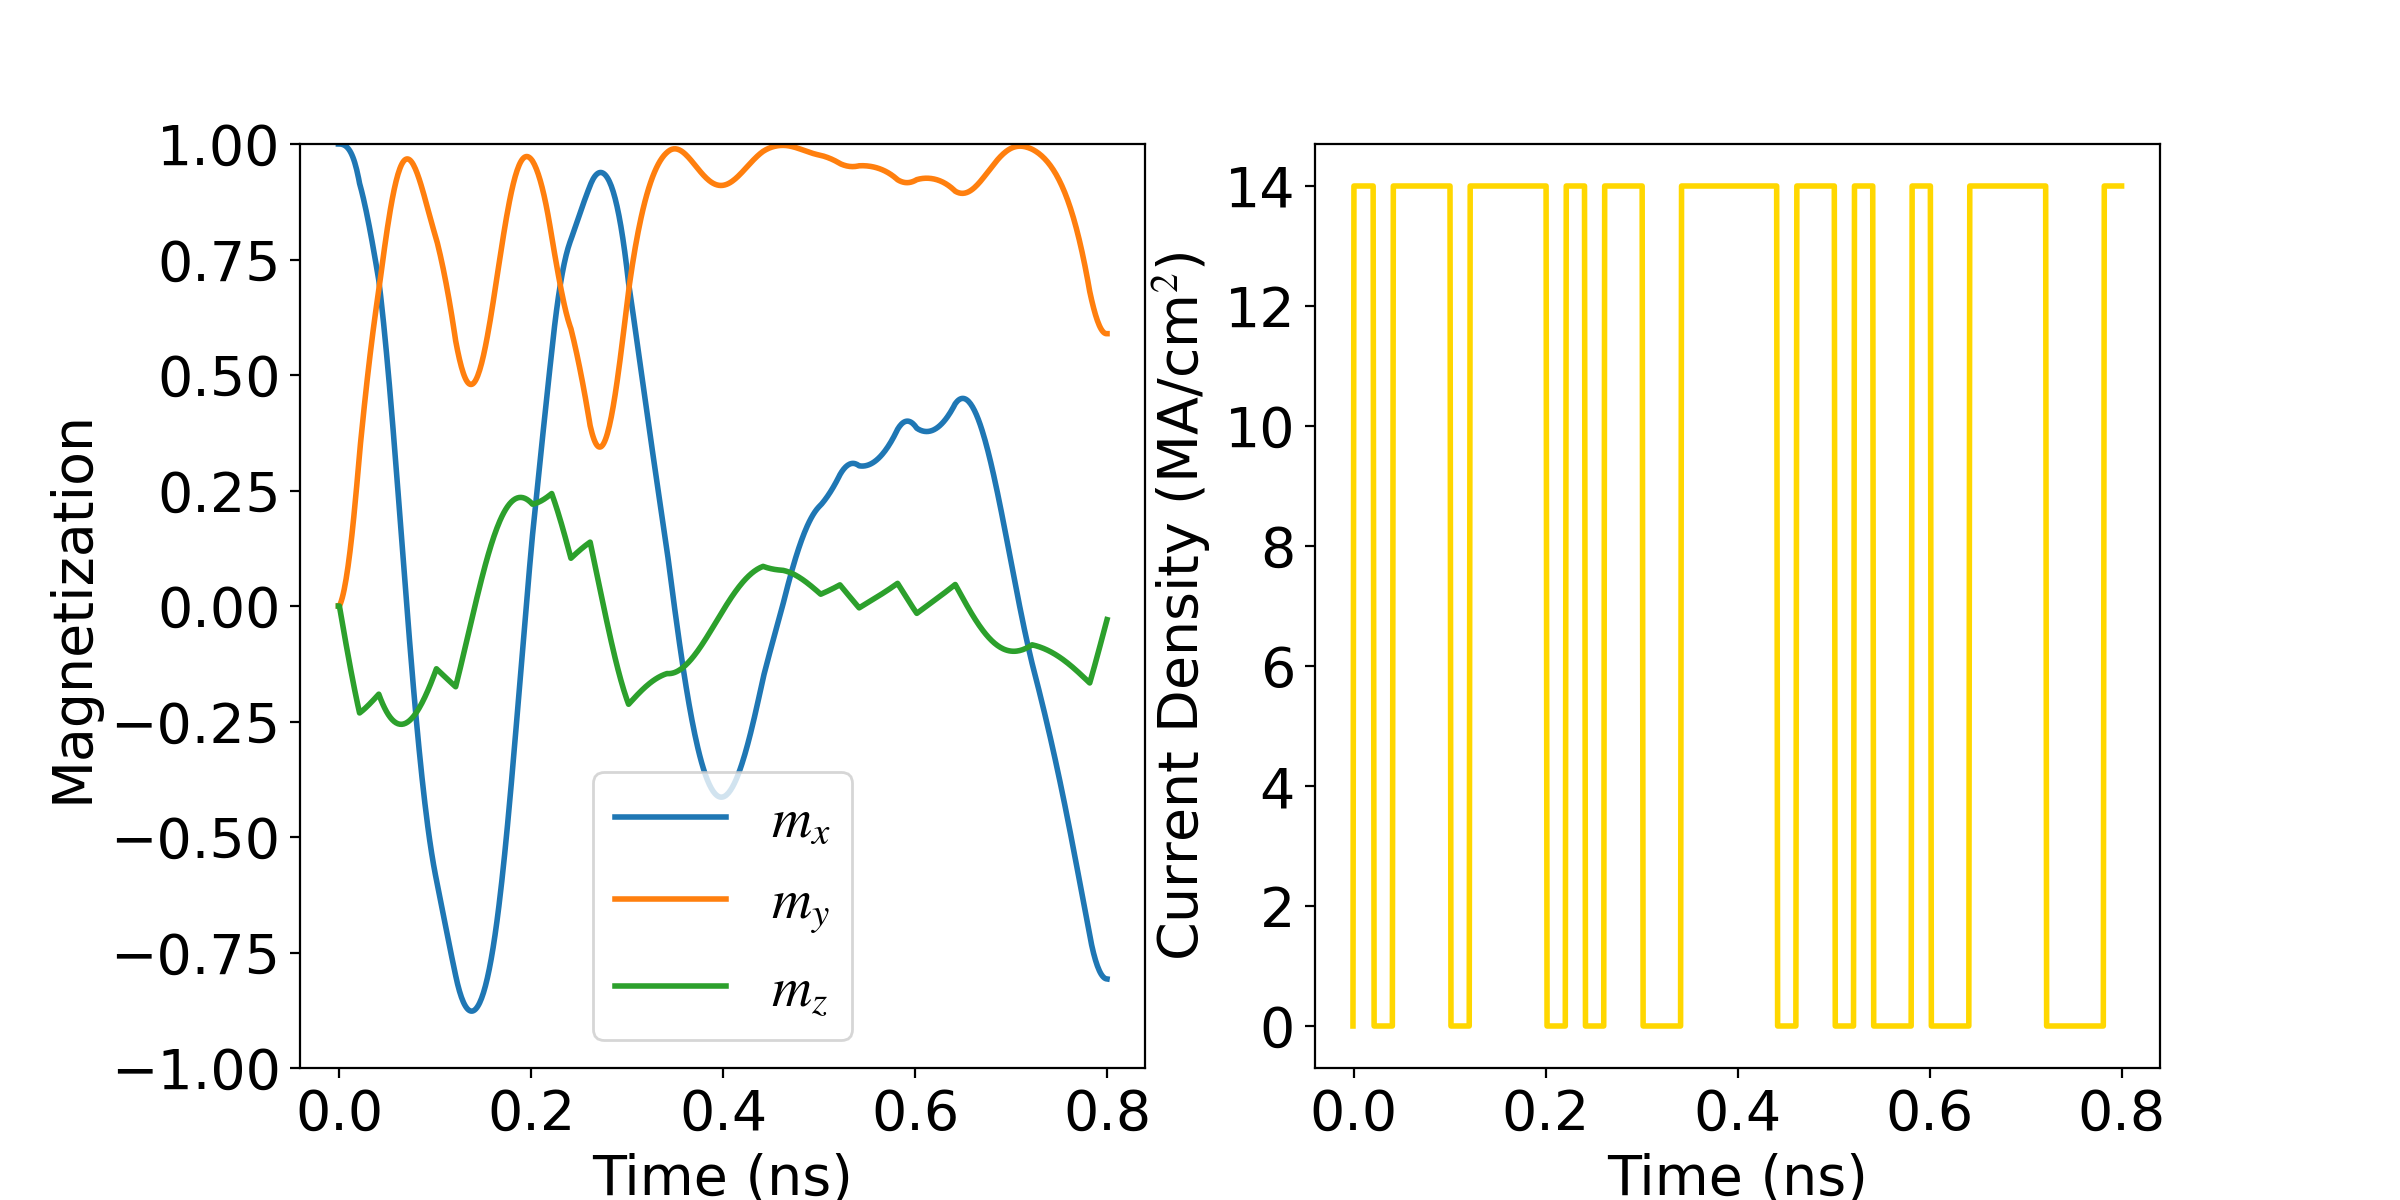 1.00
0.75
0.50
0.25
0.00
−0.25
−0.50
−0.75
−1.00
Magnetization
0.0 0.2 0.4 0.6 0.8
Time (ns)
m_x
m_y
m_z
14
12
10
8
6
4
2
0
Current Density (MA/cm²)
0.0 0.2 0.4 0.6 0.8
Time (ns)